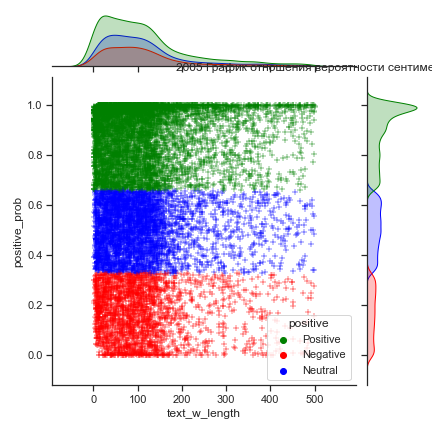 2005 График отншения вероятности сентиме
1.0
0.8
0.6
0.4
0.2
0.0
positive_prob
0 100 200 300 400 500
text_w_length
positive
Positive
Negative
Neutral